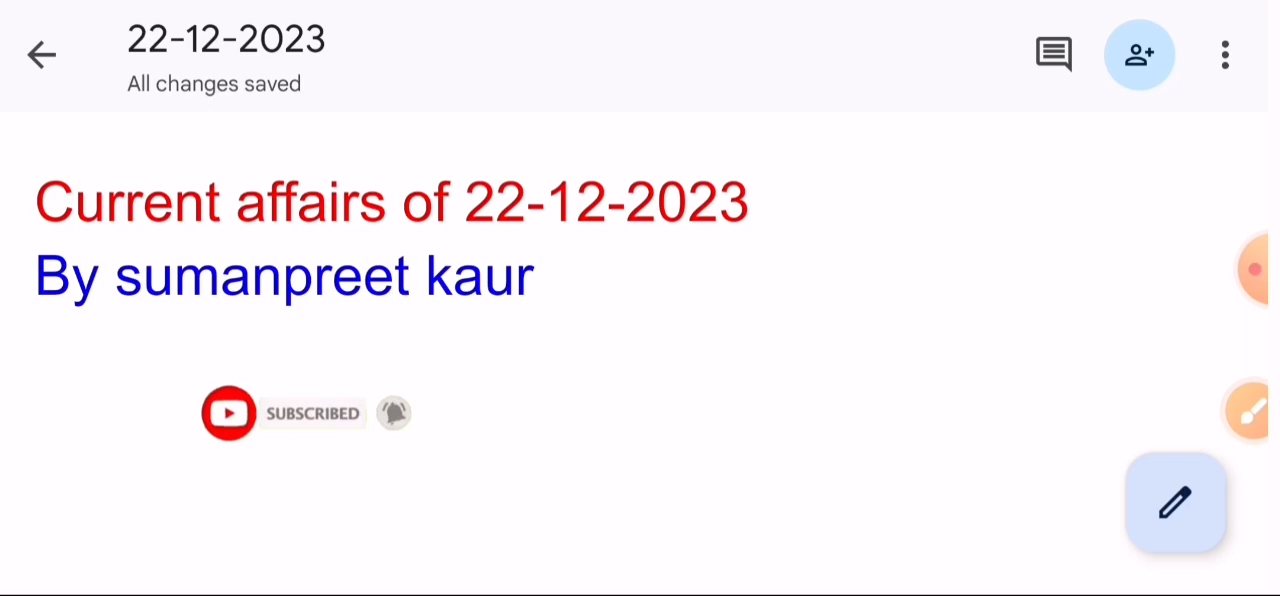 22-12-2023
All changes saved
Current affairs of 22-12-2023
By sumanpreet kaur
SUBSCRIBED